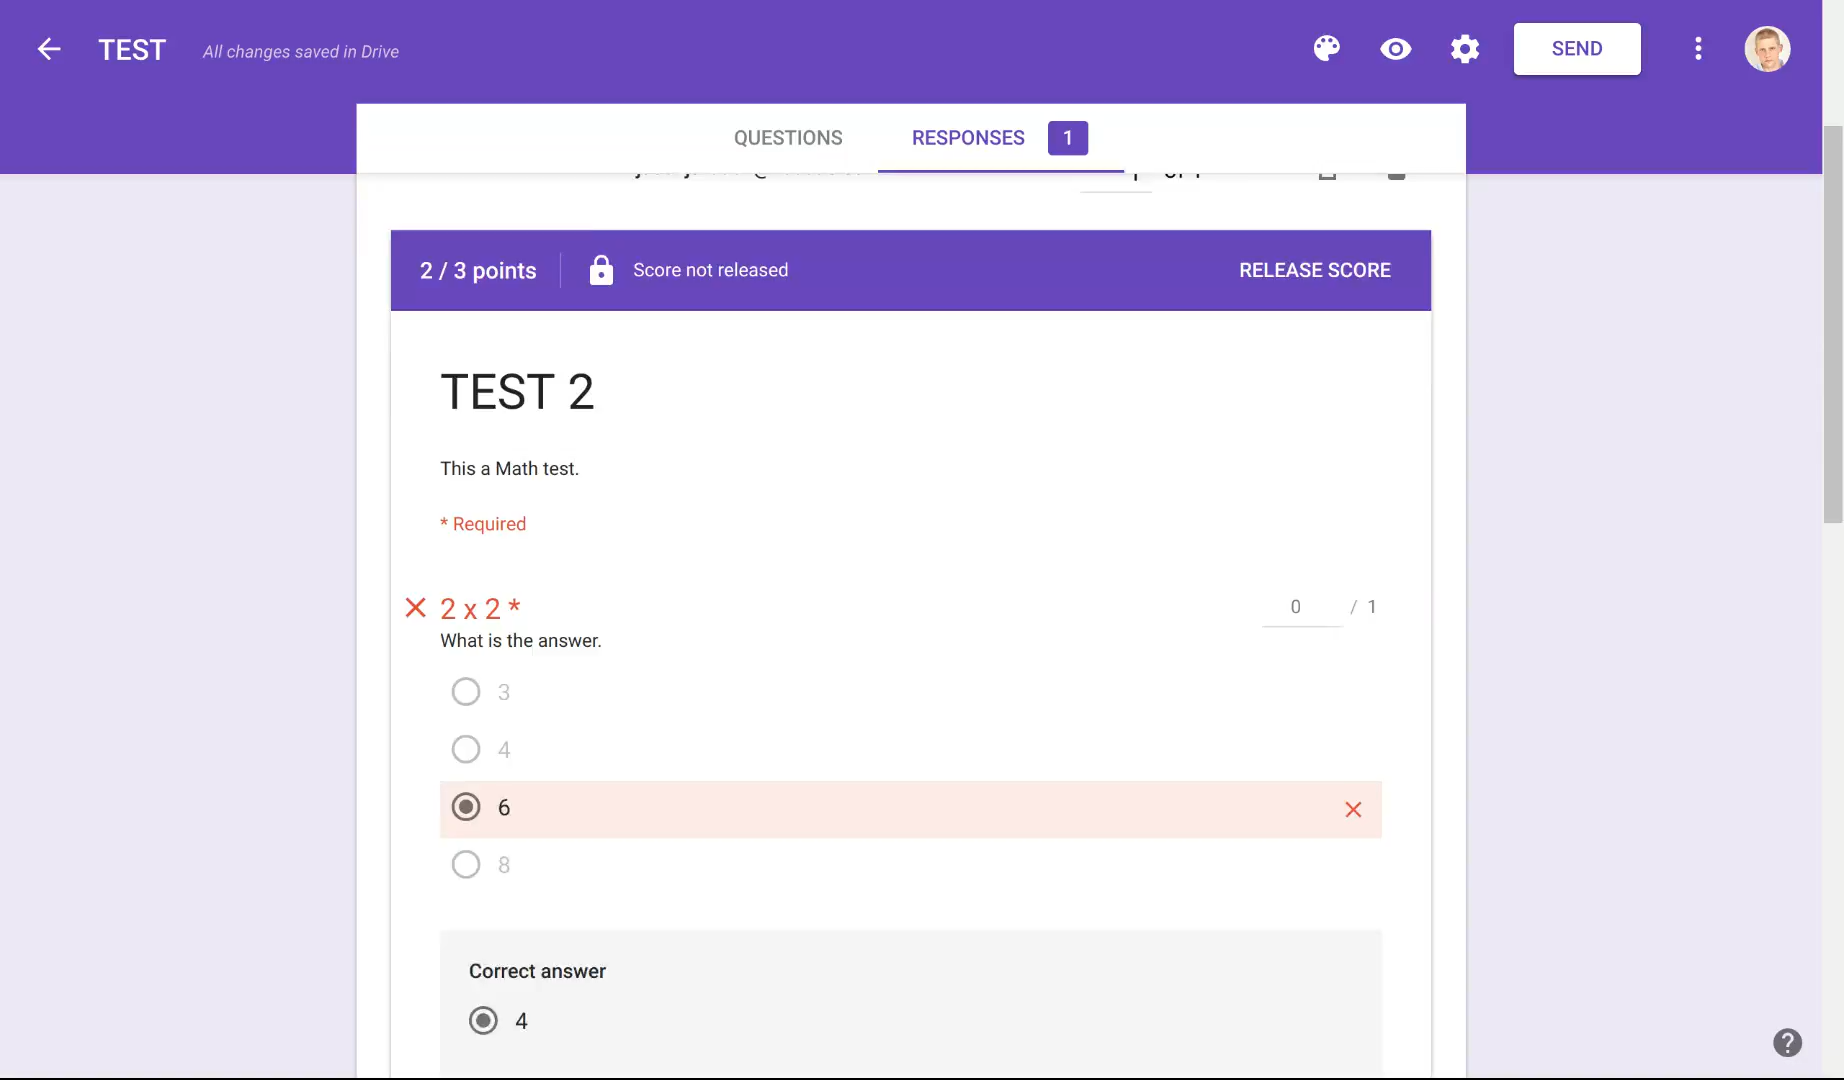 TEST All changes saved in Drive SEND
QUESTIONS RESPONSES 1
2 / 3 points Score not released RELEASE SCORE
TEST 2
This a Math test.
* Required
2 x 2 * 0 / 1
What is the answer.
3
4
6
8
Correct answer
4